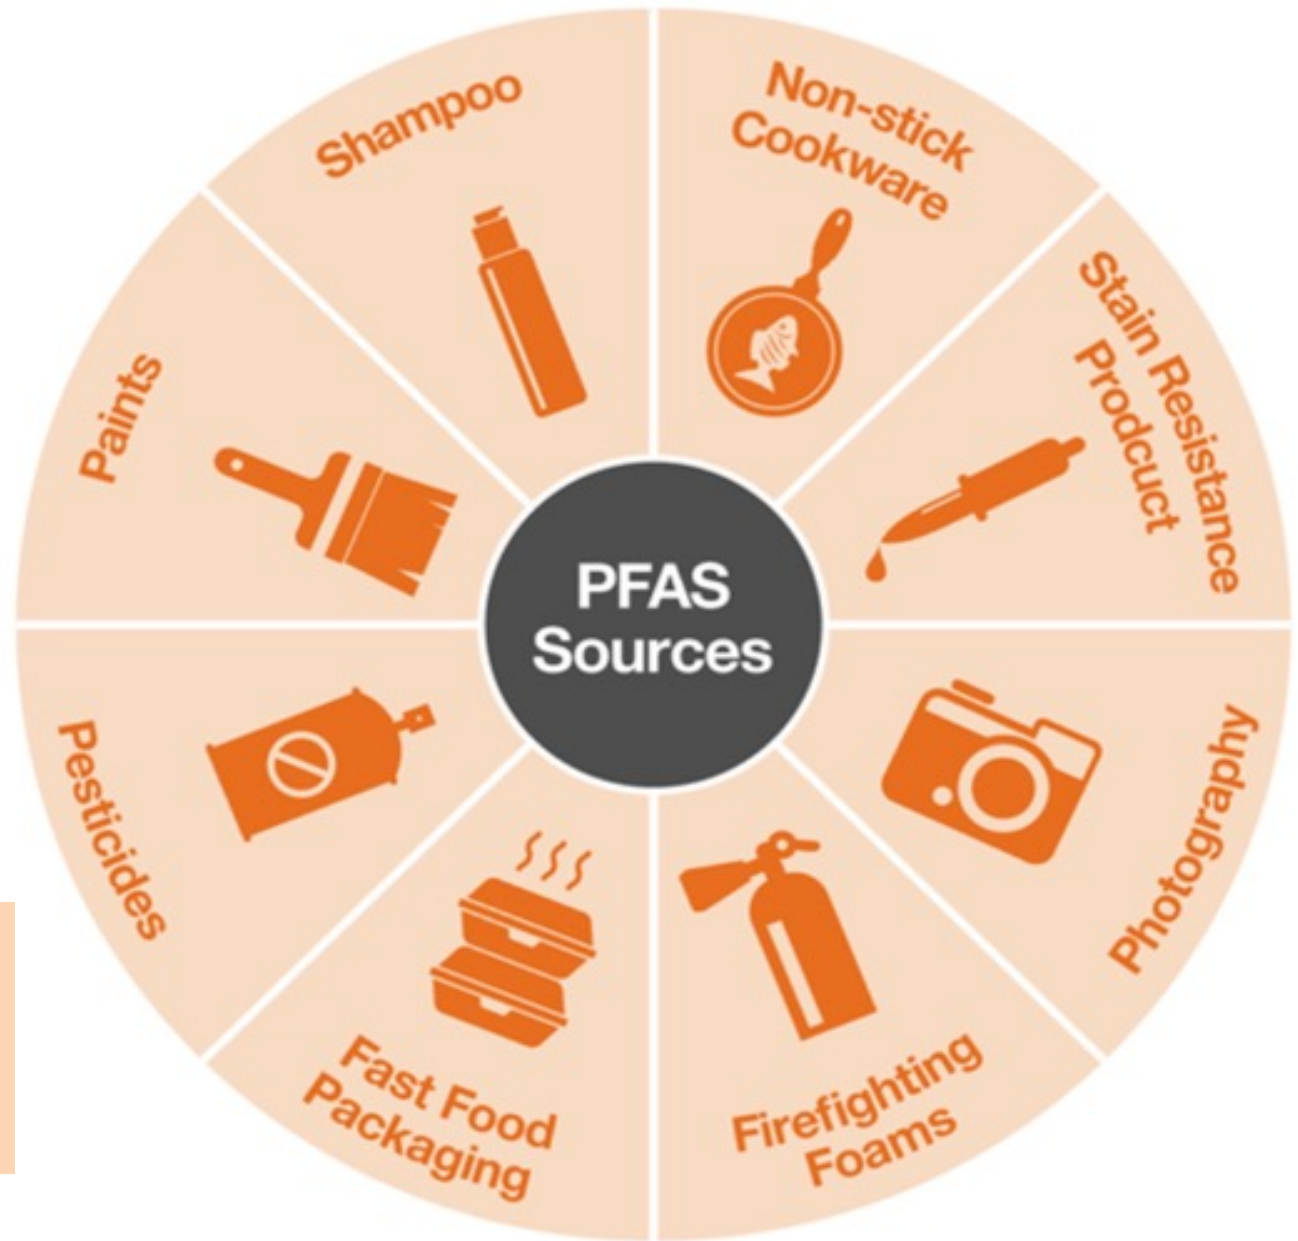 PFAS
Sources
Non-stick
Cookware
Stain Resistance
Prodcuct
Photography
Firefighting
Foams
Fast Food
Packaging
Pesticides
Paints
Shampoo